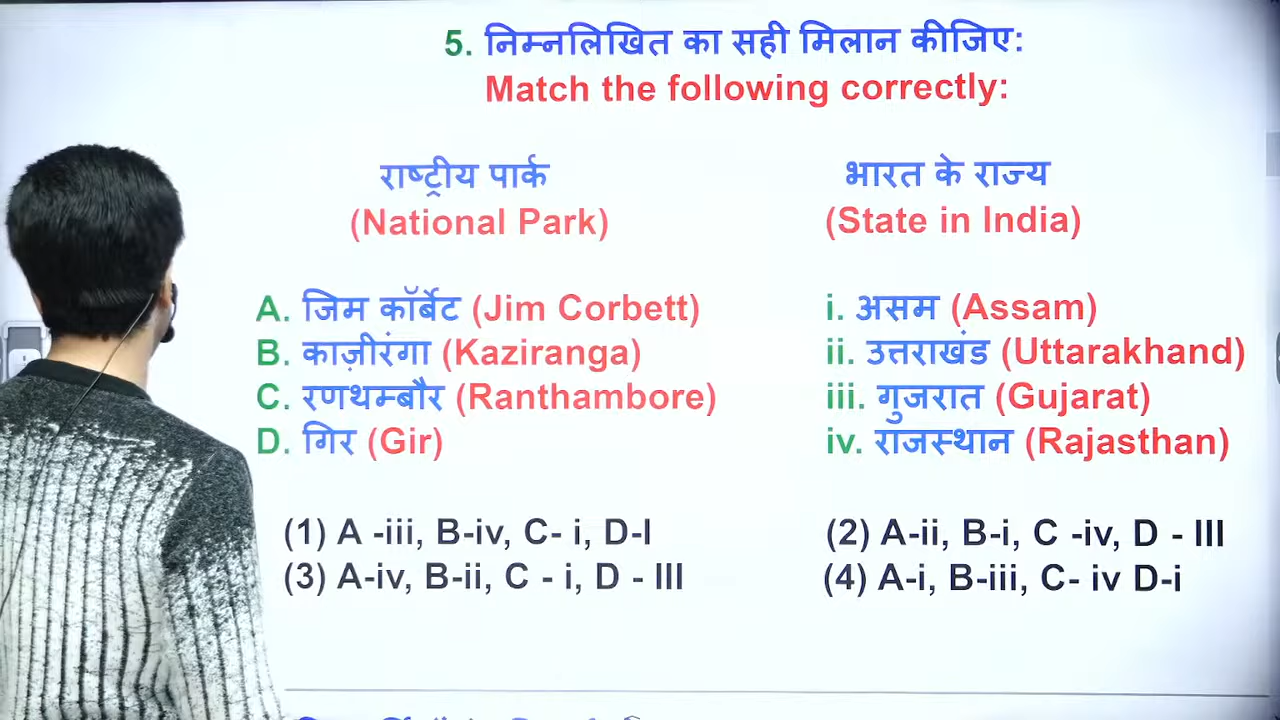 5. निम्नलिखित का सही मिलान कीजिए:
Match the following correctly:
राष्ट्रीय पार्क भारत के राज्य
(National Park) (State in India)
A. जिम कॉर्बेट (Jim Corbett) i. असम (Assam)
B. काज़ीरंगा (Kaziranga) ii. उत्तराखंड (Uttarakhand)
C. रणथम्बौर (Ranthambore) iii. गुजरात (Gujarat)
D. गिर (Gir) iv. राजस्थान (Rajasthan)
(1) A -iii, B-iv, C- i, D-I (2) A-ii, B-i, C -iv, D - III
(3) A-iv, B-ii, C - i, D - III (4) A-i, B-iii, C- iv D-i